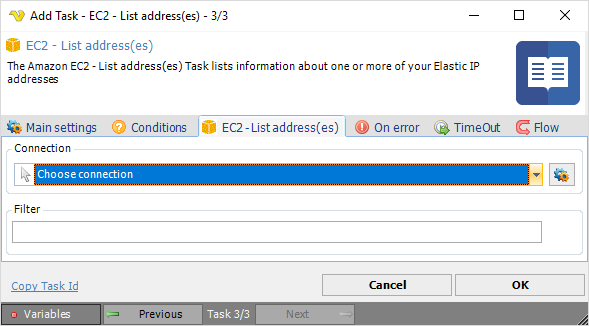 Add Task - EC2 - List address(es) - 3/3
EC2 - List address(es)
The Amazon EC2 - List address(es) Task lists information about one or more of your Elastic IP
addresses
Main settings Conditions EC2 - List address(es) On error TimeOut Flow
Connection
Choose connection
Filter
Copy Task Id Cancel OK
Variables Previous Task 3/3 Next